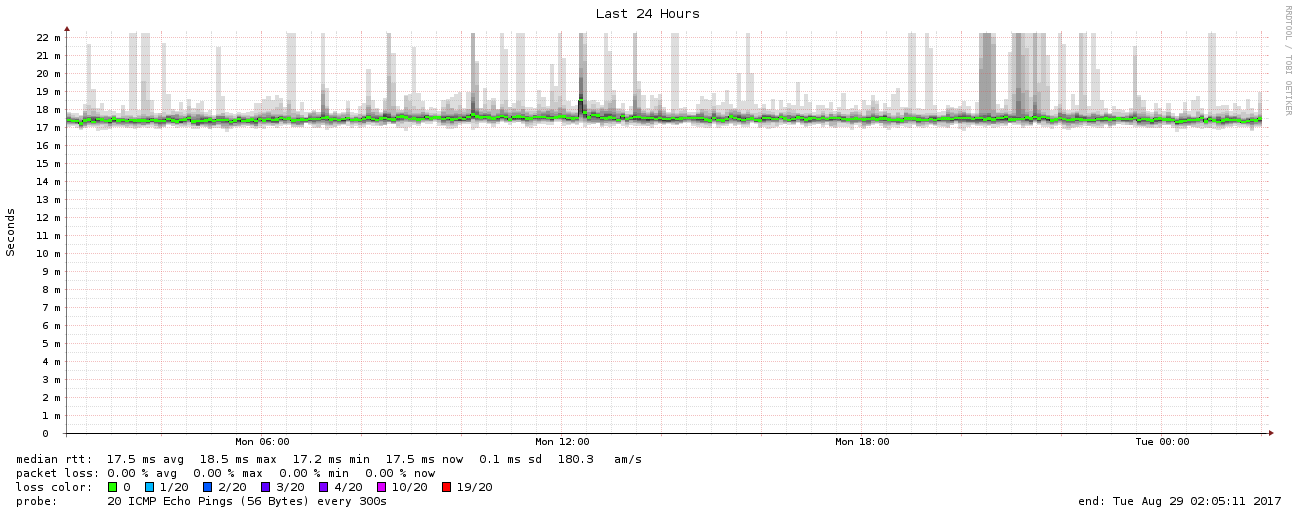 Last 24 Hours
RRDTOOL / TOBI OETIKER
Seconds
22 m
21 m
20 m
19 m
18 m
17 m
16 m
15 m
14 m
13 m
12 m
11 m
10 m
9 m
8 m
7 m
6 m
5 m
4 m
3 m
2 m
1 m
0
Mon 06:00 Mon 12:00 Mon 18:00 Tue 00:00
median rtt: 17.5 ms avg 18.5 ms max 17.2 ms min 17.5 ms now 0.1 ms sd 180.3 am/s
packet loss: 0.00 % avg 0.00 % max 0.00 % min 0.00 % now
loss color: 0 1/20 2/20 3/20 4/20 10/20 19/20
probe: 20 ICMP Echo Pings (56 Bytes) every 300s end: Tue Aug 29 02:05:11 2017